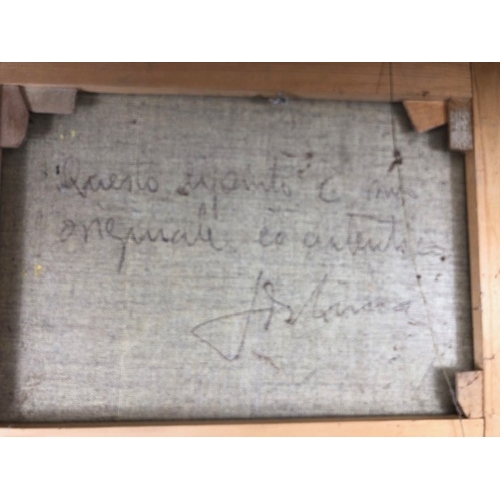 Questo dipinto è un
originale ed autentico